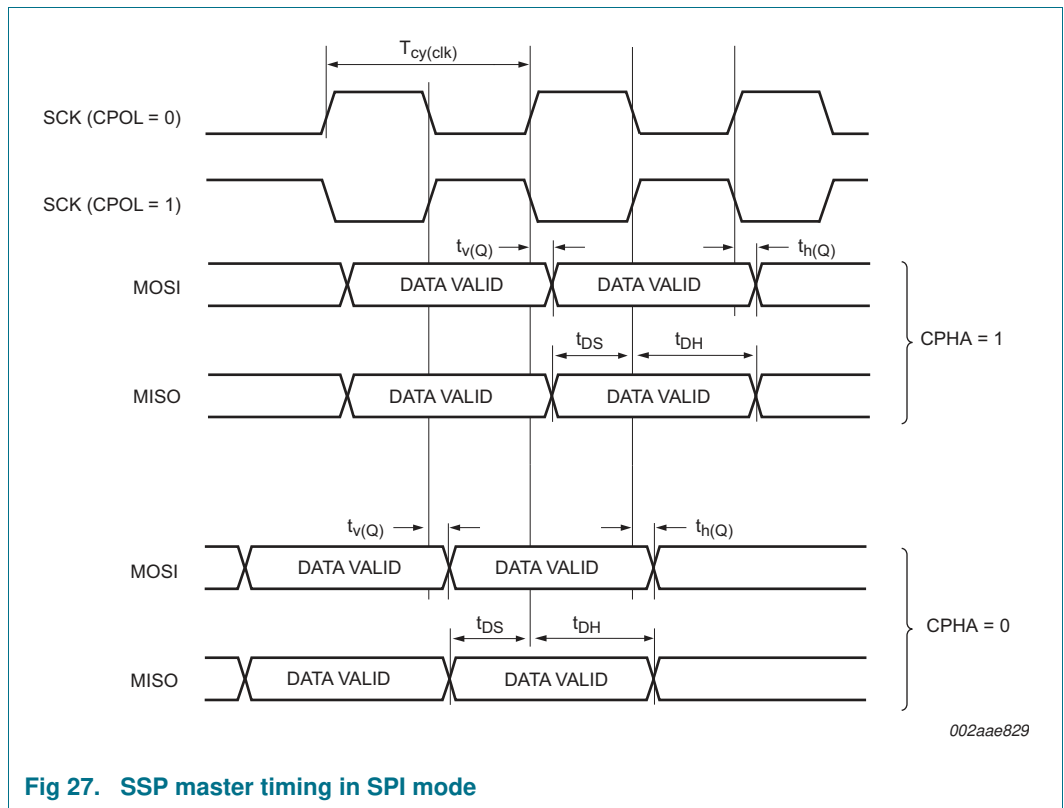 Tcy(clk)
SCK (CPOL = 0)
SCK (CPOL = 1)
tv(Q)
th(Q)
MOSI
DATA VALID
DATA VALID
tDS
tDH
CPHA = 1
MISO
DATA VALID
DATA VALID
tv(Q)
th(Q)
MOSI
DATA VALID
DATA VALID
tDS
tDH
CPHA = 0
MISO
DATA VALID
DATA VALID
002aae829
Fig 27. SSP master timing in SPI mode